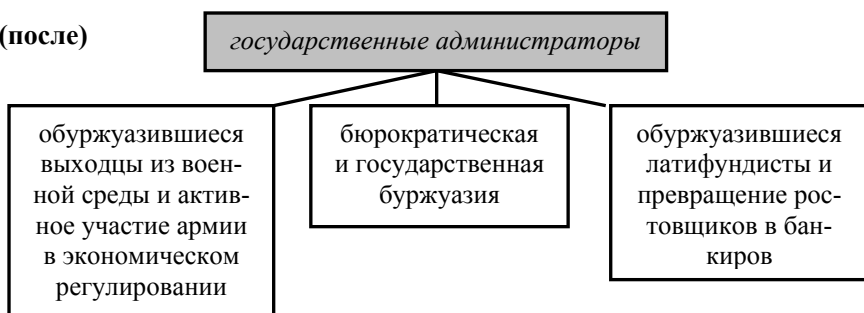 (после)
государственные администраторы
обуржуазившиеся
выходцы из воен-
ной среды и актив-
ное участие армии
в экономическом
регулировании
бюрократическая
и государственная
буржуазия
обуржуазившиеся
латифундисты и
превращение рос-
товщиков в бан-
киров